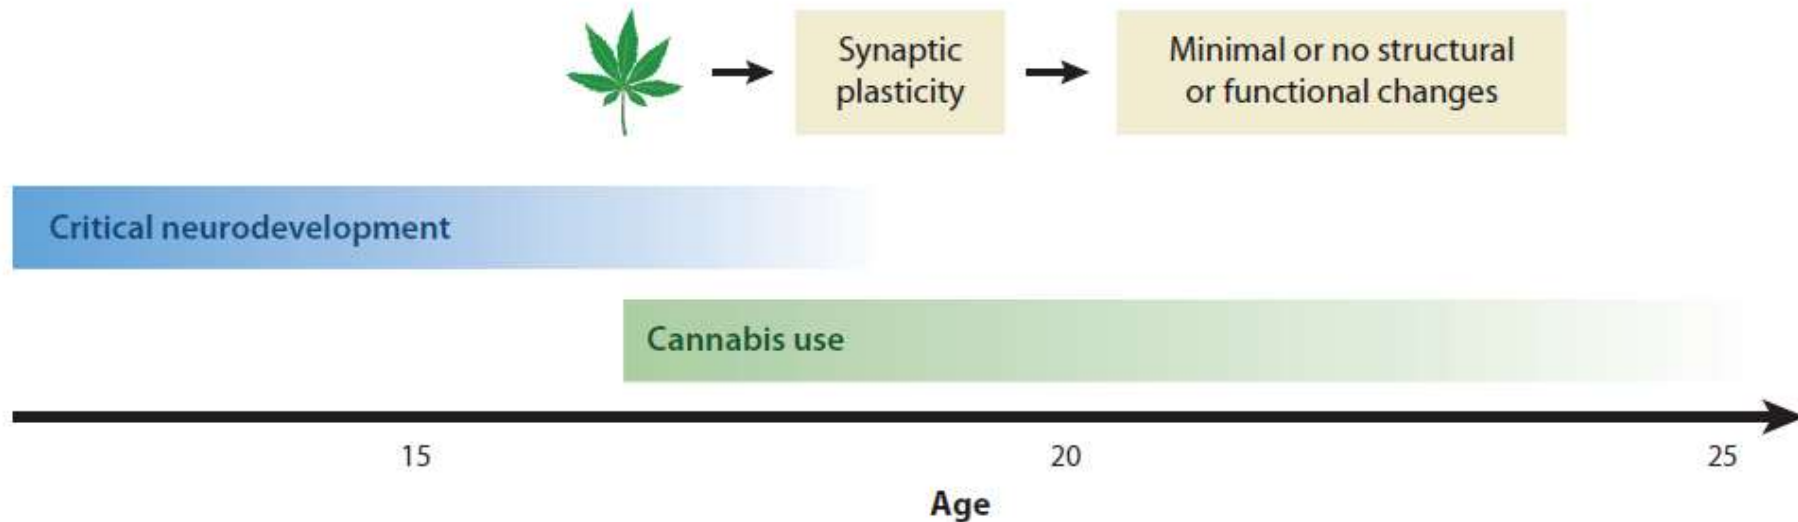 Synaptic
plasticity
Minimal or no structural
or functional changes
Critical neurodevelopment
Cannabis use
15
20
25
Age